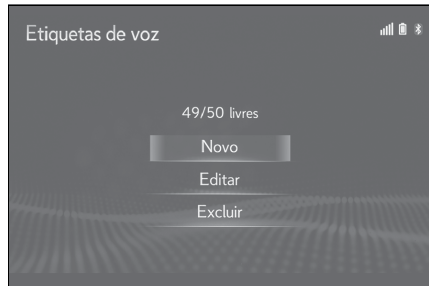 Etiquetas de voz
49/50 livres
Novo
Editar
Excluir